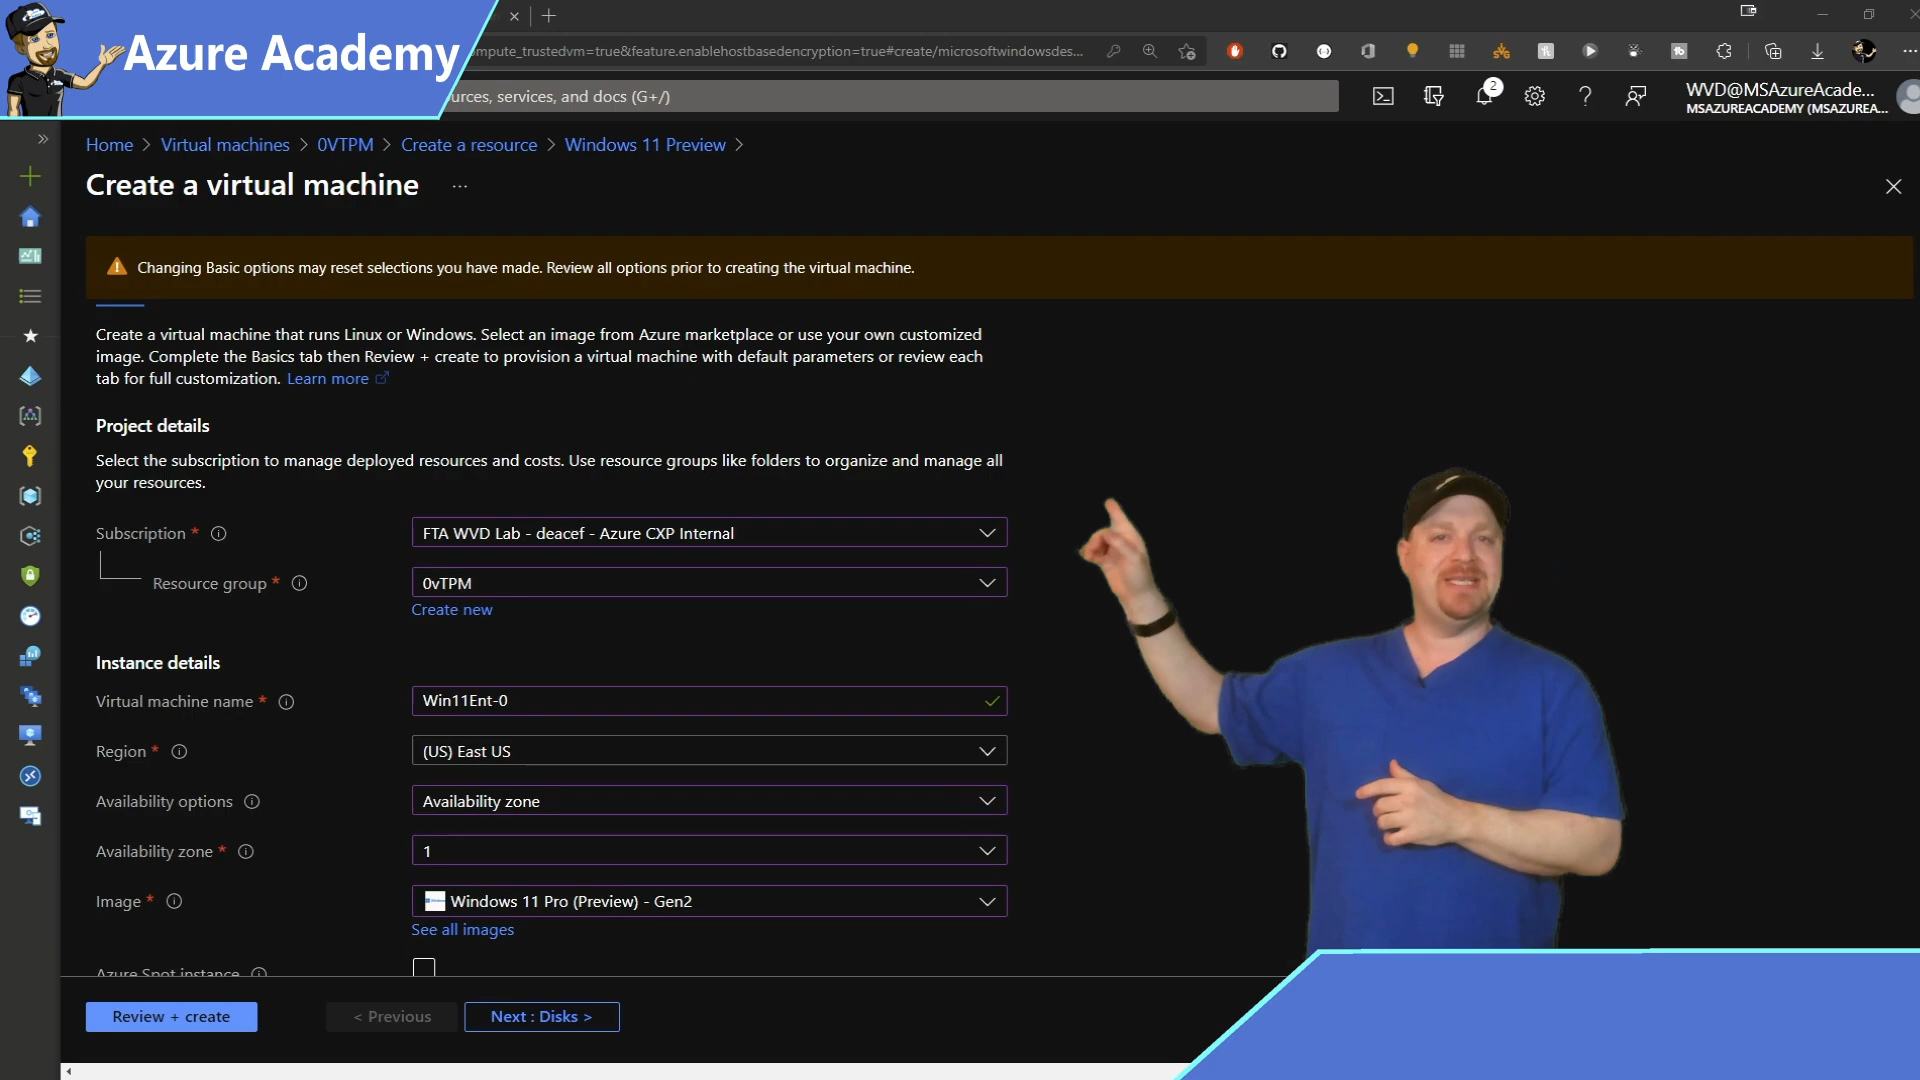 Azure Academy
mpute_trustedvm=true&feature.enablehostbasedencryption=true#create/microsoftwindowsdes...
urces, services, and docs (G+/)
2
WVD@MSAzureAcade...
MSAZUREACADEMY (MSAZUREA...
Home > Virtual machines > 0VTPM > Create a resource > Windows 11 Preview >
Create a virtual machine ...
Changing Basic options may reset selections you have made. Review all options prior to creating the virtual machine.
Create a virtual machine that runs Linux or Windows. Select an image from Azure marketplace or use your own customized
image. Complete the Basics tab then Review + create to provision a virtual machine with default parameters or review each
tab for full customization. Learn more
Project details
Select the subscription to manage deployed resources and costs. Use resource groups like folders to organize and manage all
your resources.
Subscription *
FTA WVD Lab - deacef - Azure CXP Internal
Resource group *
0vTPM
Create new
Instance details
Virtual machine name *
Win11Ent-0
Region *
(US) East US
Availability options
Availability zone
Availability zone *
1
Image *
Windows 11 Pro (Preview) - Gen2
See all images
Azure Spot instance
Review + create
< Previous
Next : Disks >